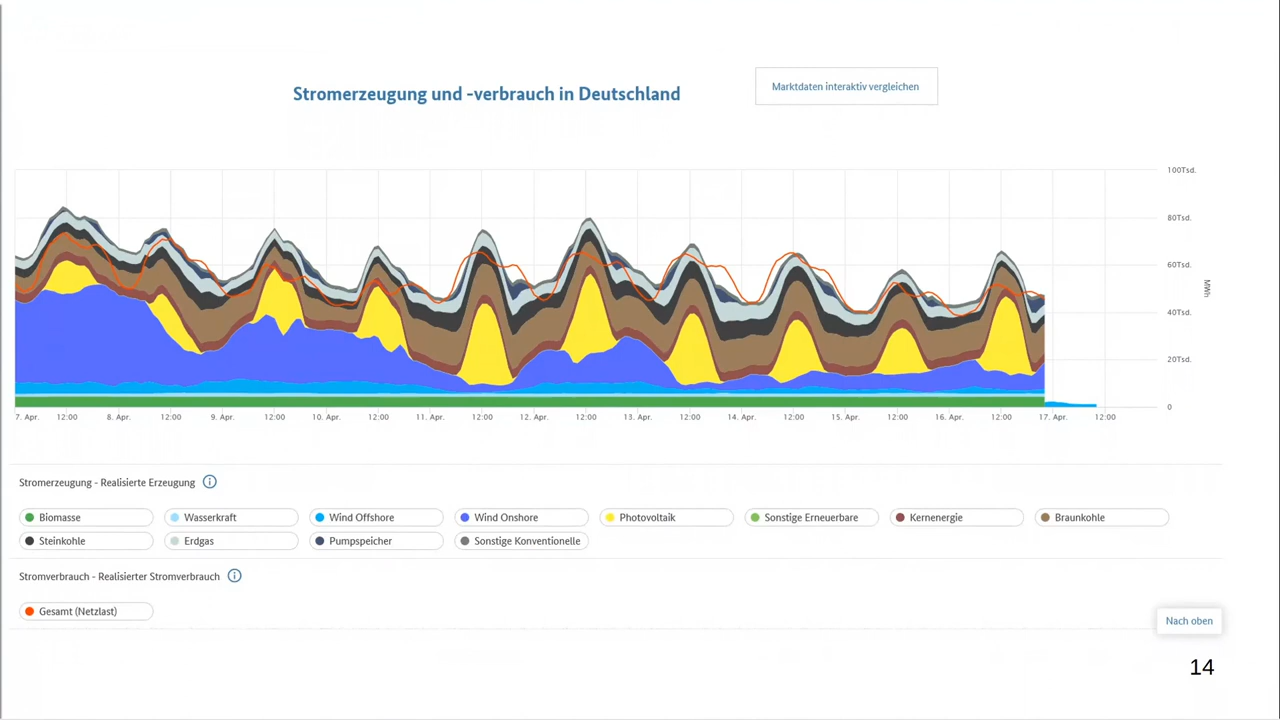 Stromerzeugung und -verbrauch in Deutschland
Marktdaten interaktiv vergleichen
100Tsd.
80Tsd.
60Tsd.
40Tsd.
20Tsd.
0
MWh
7. Apr. 12:00 8. Apr. 12:00 9. Apr. 12:00 10. Apr. 12:00 11. Apr. 12:00 12. Apr. 12:00 13. Apr. 12:00 14. Apr. 12:00 15. Apr. 12:00 16. Apr. 12:00 17. Apr. 12:00
Stromerzeugung - Realisierte Erzeugung
Biomasse Wasserkraft Wind Offshore Wind Onshore Photovoltaik Sonstige Erneuerbare Kernenergie Braunkohle
Steinkohle Erdgas Pumpspeicher Sonstige Konventionelle
Stromverbrauch - Realisierter Stromverbrauch
Gesamt (Netzlast)
Nach oben
14